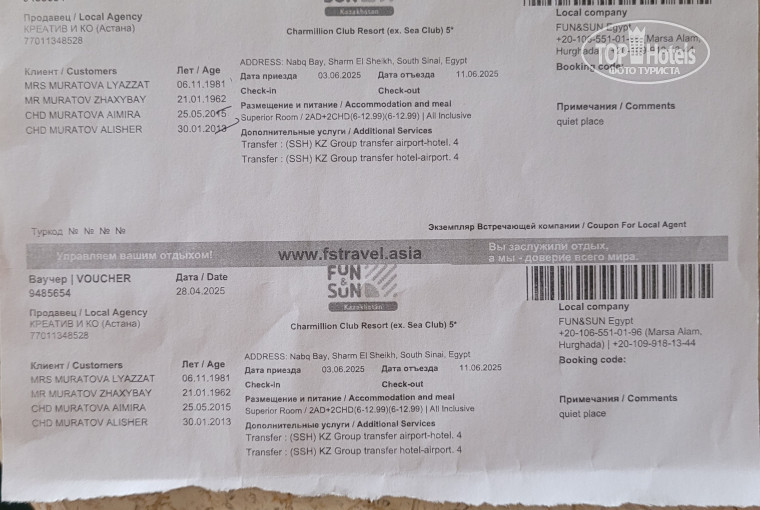 SUN
Kazakhstan
Продавец / Local Agency
КРЕАТИВ И КО (Астана)
77011348528
Charmillion Club Resort (ex. Sea Club) 5*
Local company
FUN&SUN Egypt
+20-106-551-01- Marsa Alam,
Hurghada
Booking code:
TopHotels
ФОТО ТУРИСТА
ADDRESS: Nabq Bay, Sharm El Sheikh, South Sinai, Egypt
Клиент / Customers Лет / Age
Дата приезда 03.06.2025 Дата отъезда 11.06.2025
MRS MURATOVA LYAZZAT 06.11.1981
Check-in Check-out
MR MURATOV ZHAXYBAY 21.01.1962
Размещение и питание / Accommodation and meal
CHD MURATOVA AIMIRA 25.05.2015
Superior Room / 2AD+2CHD(6-12.99)(6-12.99) | All Inclusive
CHD MURATOV ALISHER 30.01.2013
Дополнительные услуги / Additional Services
Transfer : (SSH) KZ Group transfer airport-hotel. 4
Transfer : (SSH) KZ Group transfer hotel-airport. 4
Примечания / Comments
quiet place
Туркод № № № №
Экземпляр Встречающей компании / Coupon For Local Agent
Управляем вашим отдыхом!
www.fstravel.asia
Вы заслужили отдых,
а мы - доверие всего мира.
Ваучер | VOUCHER Дата / Date
9485654 28.04.2025
FUN
&
SUN
Kazakhstan
Продавец / Local Agency
КРЕАТИВ И КО (Астана)
77011348528
Charmillion Club Resort (ex. Sea Club) 5*
Local company
FUN&SUN Egypt
+20-106-551-01-96 (Marsa Alam,
Hurghada) | +20-109-918-13-44
Booking code:
ADDRESS: Nabq Bay, Sharm El Sheikh, South Sinai, Egypt
Клиент / Customers Лет / Age
Дата приезда 03.06.2025 Дата отъезда 11.06.2025
MRS MURATOVA LYAZZAT 06.11.1981
Check-in Check-out
MR MURATOV ZHAXYBAY 21.01.1962
Размещение и питание / Accommodation and meal
CHD MURATOVA AIMIRA 25.05.2015
Superior Room / 2AD+2CHD(6-12.99)(6-12.99) | All Inclusive
CHD MURATOV ALISHER 30.01.2013
Дополнительные услуги / Additional Services
Transfer : (SSH) KZ Group transfer airport-hotel. 4
Transfer : (SSH) KZ Group transfer hotel-airport. 4
Примечания / Comments
quiet place